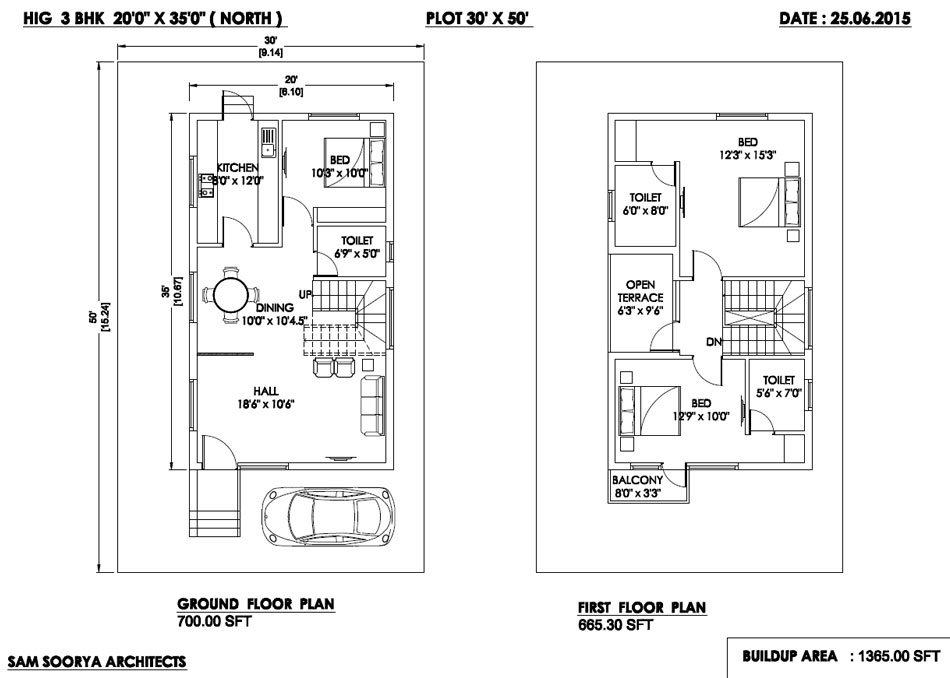 HIG 3 BHK 20'0" X 35'0" ( NORTH )
PLOT 30' X 50'
DATE : 25.06.2015
30'
[9.14]
20'
[6.10]
50'
[15.24]
35'
[10.67]
KITCHEN
8'0" x 12'0"
BED
10'3" x 10'0"
TOILET
6'9" x 5'0"
UP
DINING
10'0" x 10'4.5"
HALL
18'6" x 10'6"
BED
12'3" x 15'3"
TOILET
6'0" x 8'0"
OPEN
TERRACE
6'3" x 9'6"
DN
BED
12'9" x 10'0"
TOILET
5'6" x 7'0"
BALCONY
8'0" x 3'3"
GROUND FLOOR PLAN
700.00 SFT
FIRST FLOOR PLAN
665.30 SFT
SAM SOORYA ARCHITECTS
BUILDUP AREA : 1365.00 SFT